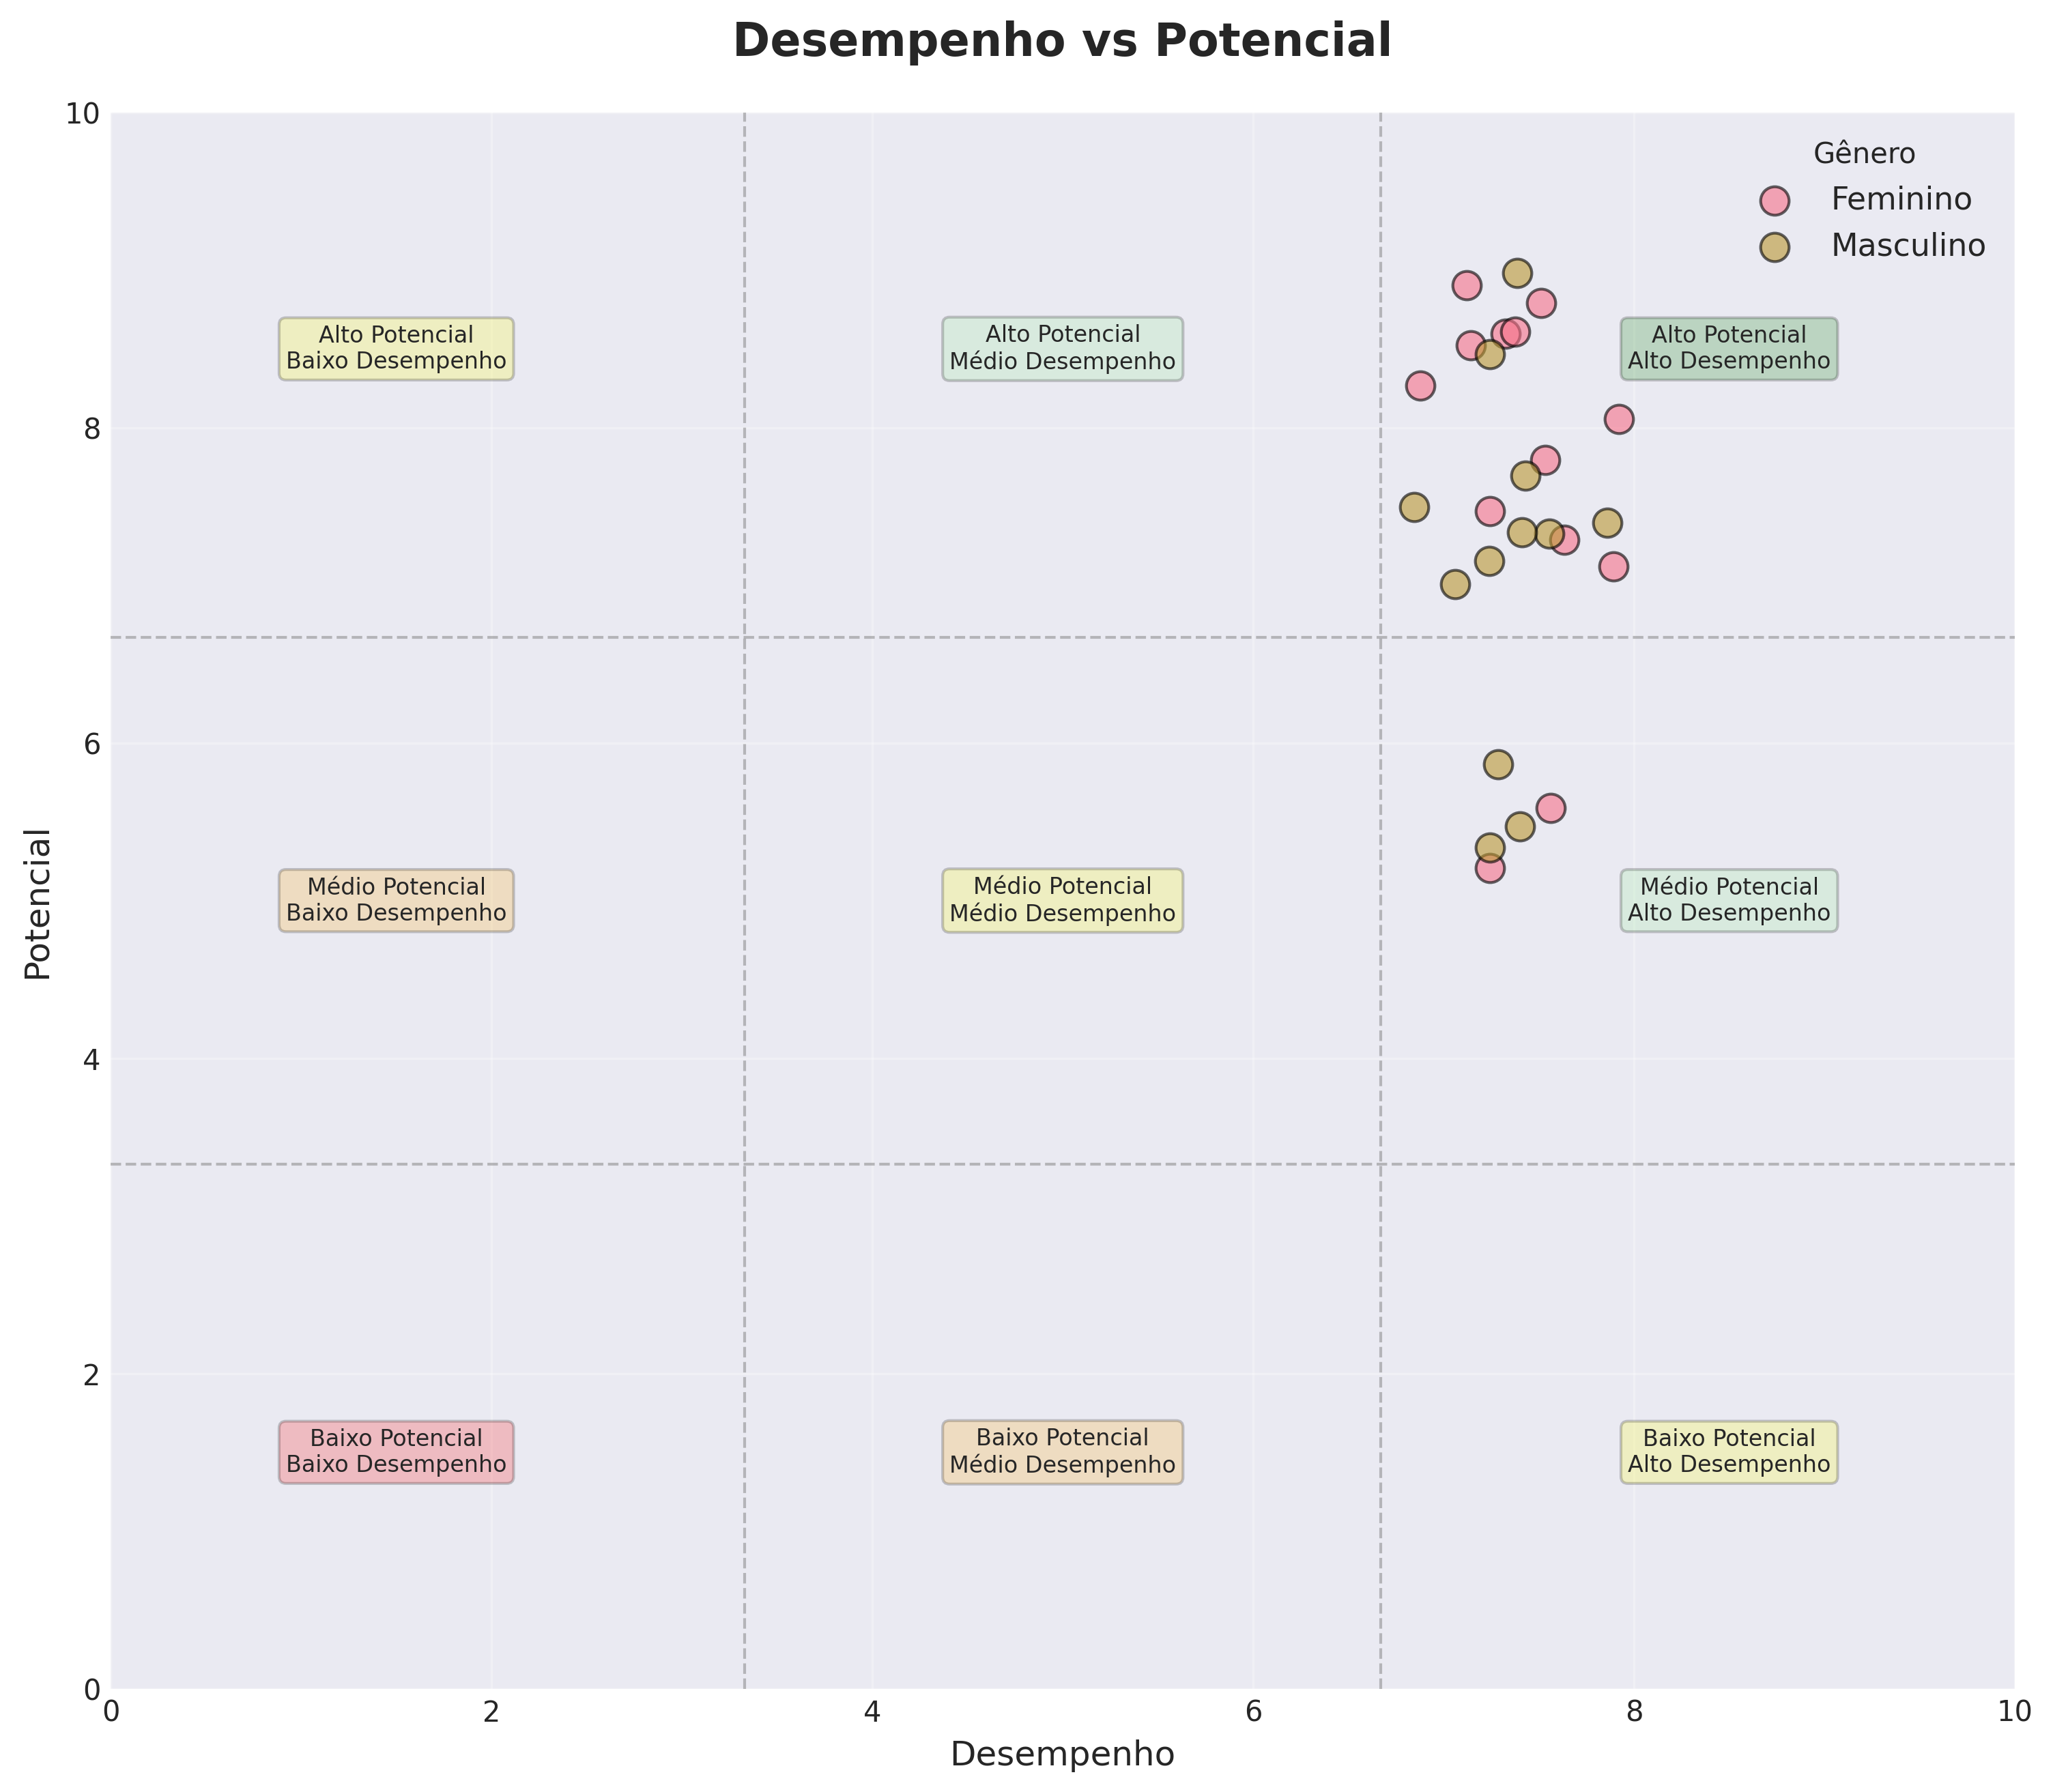 Desempenho vs Potencial
10
8
6
4
2
0
Potencial
Gênero
Feminino
Masculino
Alto Potencial
Baixo Desempenho
Alto Potencial
Médio Desempenho
Alto Potencial
Alto Desempenho
Médio Potencial
Baixo Desempenho
Médio Potencial
Médio Desempenho
Médio Potencial
Alto Desempenho
Baixo Potencial
Baixo Desempenho
Baixo Potencial
Médio Desempenho
Baixo Potencial
Alto Desempenho
0 2 4 6 8 10
Desempenho